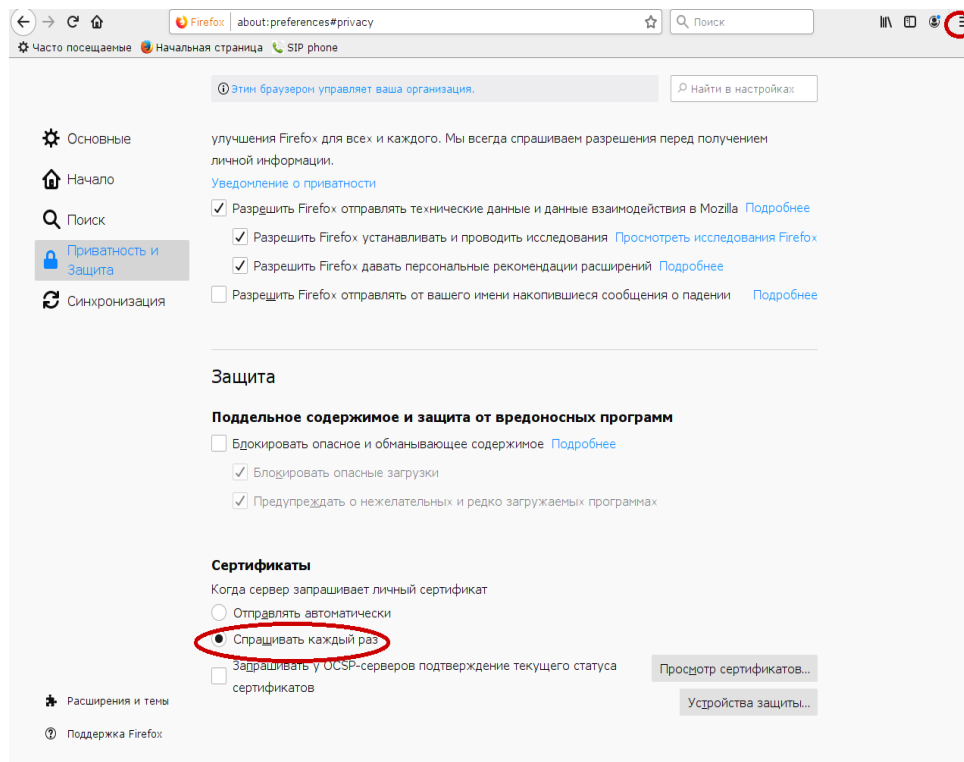 Firefox about:preferences#privacy Поиск
Часто посещаемые Начальная страница SIP phone
Этим браузером управляет ваша организация. Найти в настройках
Основные
Начало
Поиск
Приватность и
Защита
Синхронизация
Расширения и темы
Поддержка Firefox
улучшения Firefox для всех и каждого. Мы всегда спрашиваем разрешения перед получением
личной информации.
Уведомление о приватности
Разрешить Firefox отправлять технические данные и данные взаимодействия в Mozilla Подробнее
Разрешить Firefox устанавливать и проводить исследования Просмотреть исследования Firefox
Разрешить Firefox давать персональные рекомендации расширений Подробнее
Разрешить Firefox отправлять от вашего имени накопившиеся сообщения о падении Подробнее
Защита
Поддельное содержимое и защита от вредоносных программ
Блокировать опасное и обманывающее содержимое Подробнее
Блокировать опасные загрузки
Предупреждать о нежелательных и редко загружаемых программах
Сертификаты
Когда сервер запрашивает личный сертификат
Отправлять автоматически
Спрашивать каждый раз
Запрашивать у OCSP-серверов подтверждение текущего статуса
сертификатов
Просмотр сертификатов...
Устройства защиты...